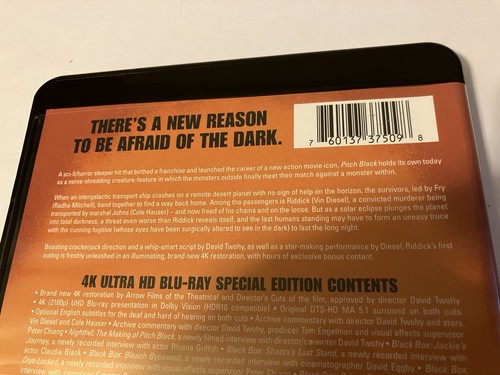 THERE'S A NEW REASON
TO BE AFRAID OF THE DARK.
7 60137 37509 8
A sci-fi/horror sleeper hit that birthed a franchise and launched the career of a new action movie icon, Pitch Black holds its own today
as a nerve-shredding creature-feature in which the monsters outside finally meet their match against a monster within.
When an intergalactic transport ship crashes on a remote desert planet with no sign of help on the horizon, the survivors, led by Fry
(Radha Mitchell), band together to find a way back home. Among the passengers is Riddick (Vin Diesel), a convicted murderer being
transported by marshal Johns (Cole Hauser) – and now freed of his chains and on the loose. But as a solar eclipse plunges the planet
into total darkness, a threat even worse than Riddick reveals itself, and the last humans standing may have to form an uneasy truce
with the cunning fugitive (whose eyes have been surgically altered to see in the dark) to last the long night.
Boasting crackerjack direction and a whip-smart script by David Twohy, as well as a star-making performance by Diesel, Riddick's first
outing is freshly unleashed in an illuminating, brand new 4K restoration, with hours of exclusive bonus content.
4K ULTRA HD BLU-RAY SPECIAL EDITION CONTENTS
• Brand new 4K restoration by Arrow Films of the Theatrical and Director's Cuts of the film, approved by director David Twohy
• 4K (2160p) UHD Blu-ray presentation in Dolby Vision (HDR10 compatible) • Original DTS-HD MA 5.1 surround on both cuts
• Optional English subtitles for the deaf and hard of hearing on both cuts • Archive commentary with director David Twohy and stars
Vin Diesel and Cole Hauser • Archive commentary with director David Twohy, producer Tom Engelman and visual effects supervisor
Peter Chiang • Nightfall: The Making of Pitch Black, a newly filmed interview with director/co-writer David Twohy • Black Box: Jackie's
Journey, a newly recorded interview with actor Rhiana Griffith • Black Box: Shazza's Last Stand, a newly recorded interview with
actor Claudia Black • Black Box: Bleach Bypassed, a newly recorded interview with cinematographer David Eggby • Black Box:
Cryo-Locked, a newly recorded interview with visual effects supervisor Peter Chiang